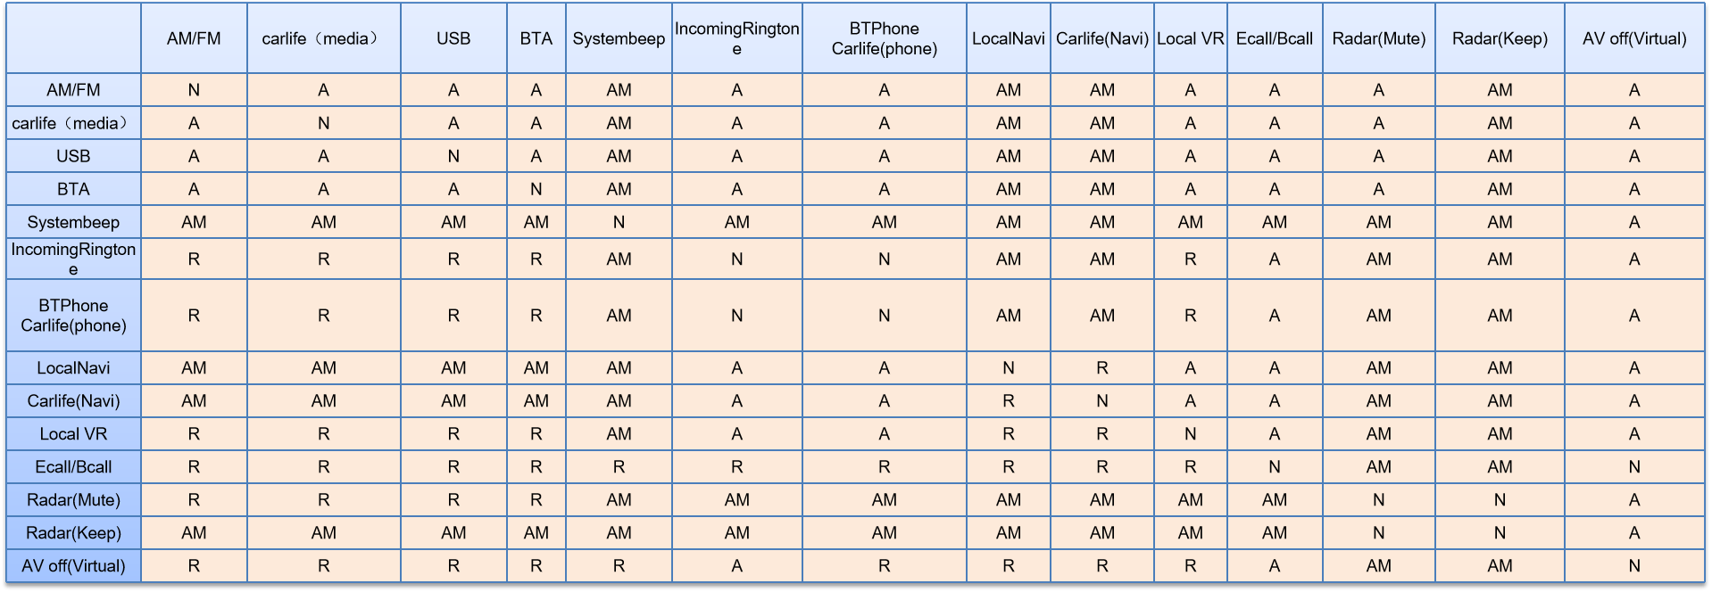 AM/FM carlife（media） USB BTA Systembeep IncomingRington
e BTPhone
Carlife(phone) LocalNavi Carlife(Navi) Local VR Ecall/Bcall Radar(Mute) Radar(Keep) AV off(Virtual)
AM/FM N A A A AM A A AM AM A A A AM A
carlife（media） A N A A AM A A AM AM A A A AM A
USB A A N A AM A A AM AM A A A AM A
BTA A A A N AM A A AM AM A A A AM A
Systembeep AM AM AM AM N AM AM AM AM AM AM AM AM A
IncomingRington
e R R R R AM N N AM AM R A AM AM A
BTPhone
Carlife(phone) R R R R AM N N AM AM R A AM AM A
LocalNavi AM AM AM AM AM A A N R A A AM AM A
Carlife(Navi) AM AM AM AM AM A A R N A A AM AM A
Local VR R R R R AM A A R R N A AM AM A
Ecall/Bcall R R R R R R R R R R N AM AM N
Radar(Mute) R R R R AM AM AM AM AM AM AM N N A
Radar(Keep) AM AM AM AM AM AM AM AM AM AM AM N N A
AV off(Virtual) R R R R R A R R R R A AM AM N